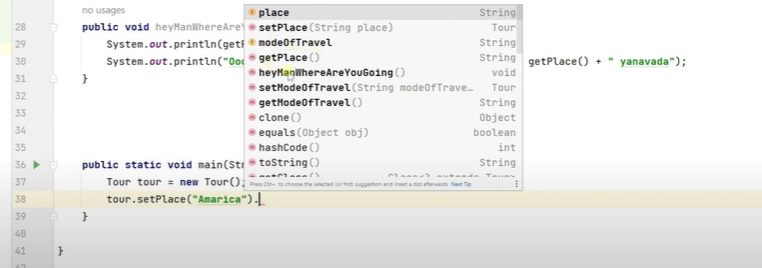 no usages
28 public void heyManWhereAreY
29 System.out.println(getP
30 System.out.println("Ooo getPlace() + " yanavada");
31 }
32
33
34
35
36 public static void main(Str
37 Tour tour = new Tour();
38 tour.setPlace("Amarica").
39 }
40
41 }
place String
setPlace(String place) Tour
modeOfTravel String
getPlace() String
heyManWhereAreYouGoing() void
setModeOfTravel(String modeOfTrave… Tour
getModeOfTravel() String
clone() Object
equals(Object obj) boolean
hashCode() int
toString() String
getClass() Class<? extends Tour>
Press Ctrl+. to choose the selected (or first) suggestion and insert a dot afterwards Next Tip